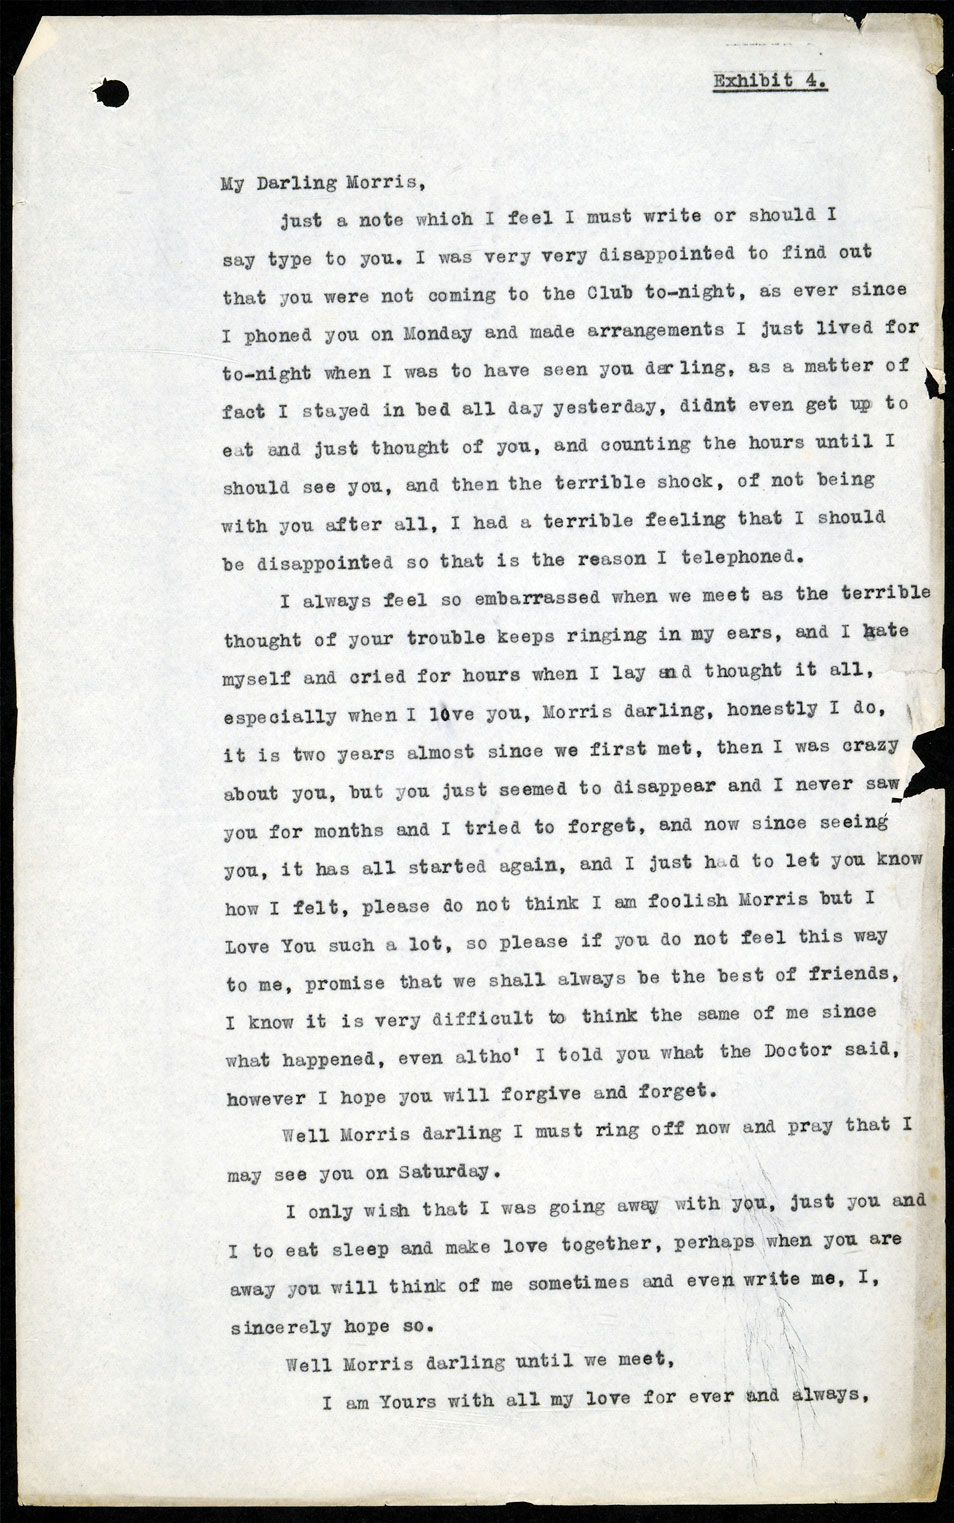 Exhibit 4.
My Darling Morris,
just a note which I feel I must write or should I
say type to you. I was very very disappointed to find out
that you were not coming to the Club to-night, as ever since
I phoned you on Monday and made arrangements I just lived for
to-night when I was to have seen you darling, as a matter of
fact I stayed in bed all day yesterday, didnt even get up to
eat and just thought of you, and counting the hours until I
should see you, and then the terrible shock, of not being
with you after all, I had a terrible feeling that I should
be disappointed so that is the reason I telephoned.
I always feel so embarrassed when we meet as the terrible
thought of your trouble keeps ringing in my ears, and I hate
myself and cried for hours when I lay and thought it all,
especially when I love you, Morris darling, honestly I do,
it is two years almost since we first met, then I was crazy
about you, but you just seemed to disappear and I never saw
you for months and I tried to forget, and now since seeing
you, it has all started again, and I just had to let you know
how I felt, please do not think I am foolish Morris but I
Love You such a lot, so please if you do not feel this way
to me, promise that we shall always be the best of friends,
I know it is very difficult to think the same of me since
what happened, even altho' I told you what the Doctor said,
however I hope you will forgive and forget.
Well Morris darling I must ring off now and pray that I
may see you on Saturday.
I only wish that I was going away with you, just you and
I to eat sleep and make love together, perhaps when you are
away you will think of me sometimes and even write me, I,
sincerely hope so.
Well Morris darling until we meet,
I am Yours with all my love for ever and always,